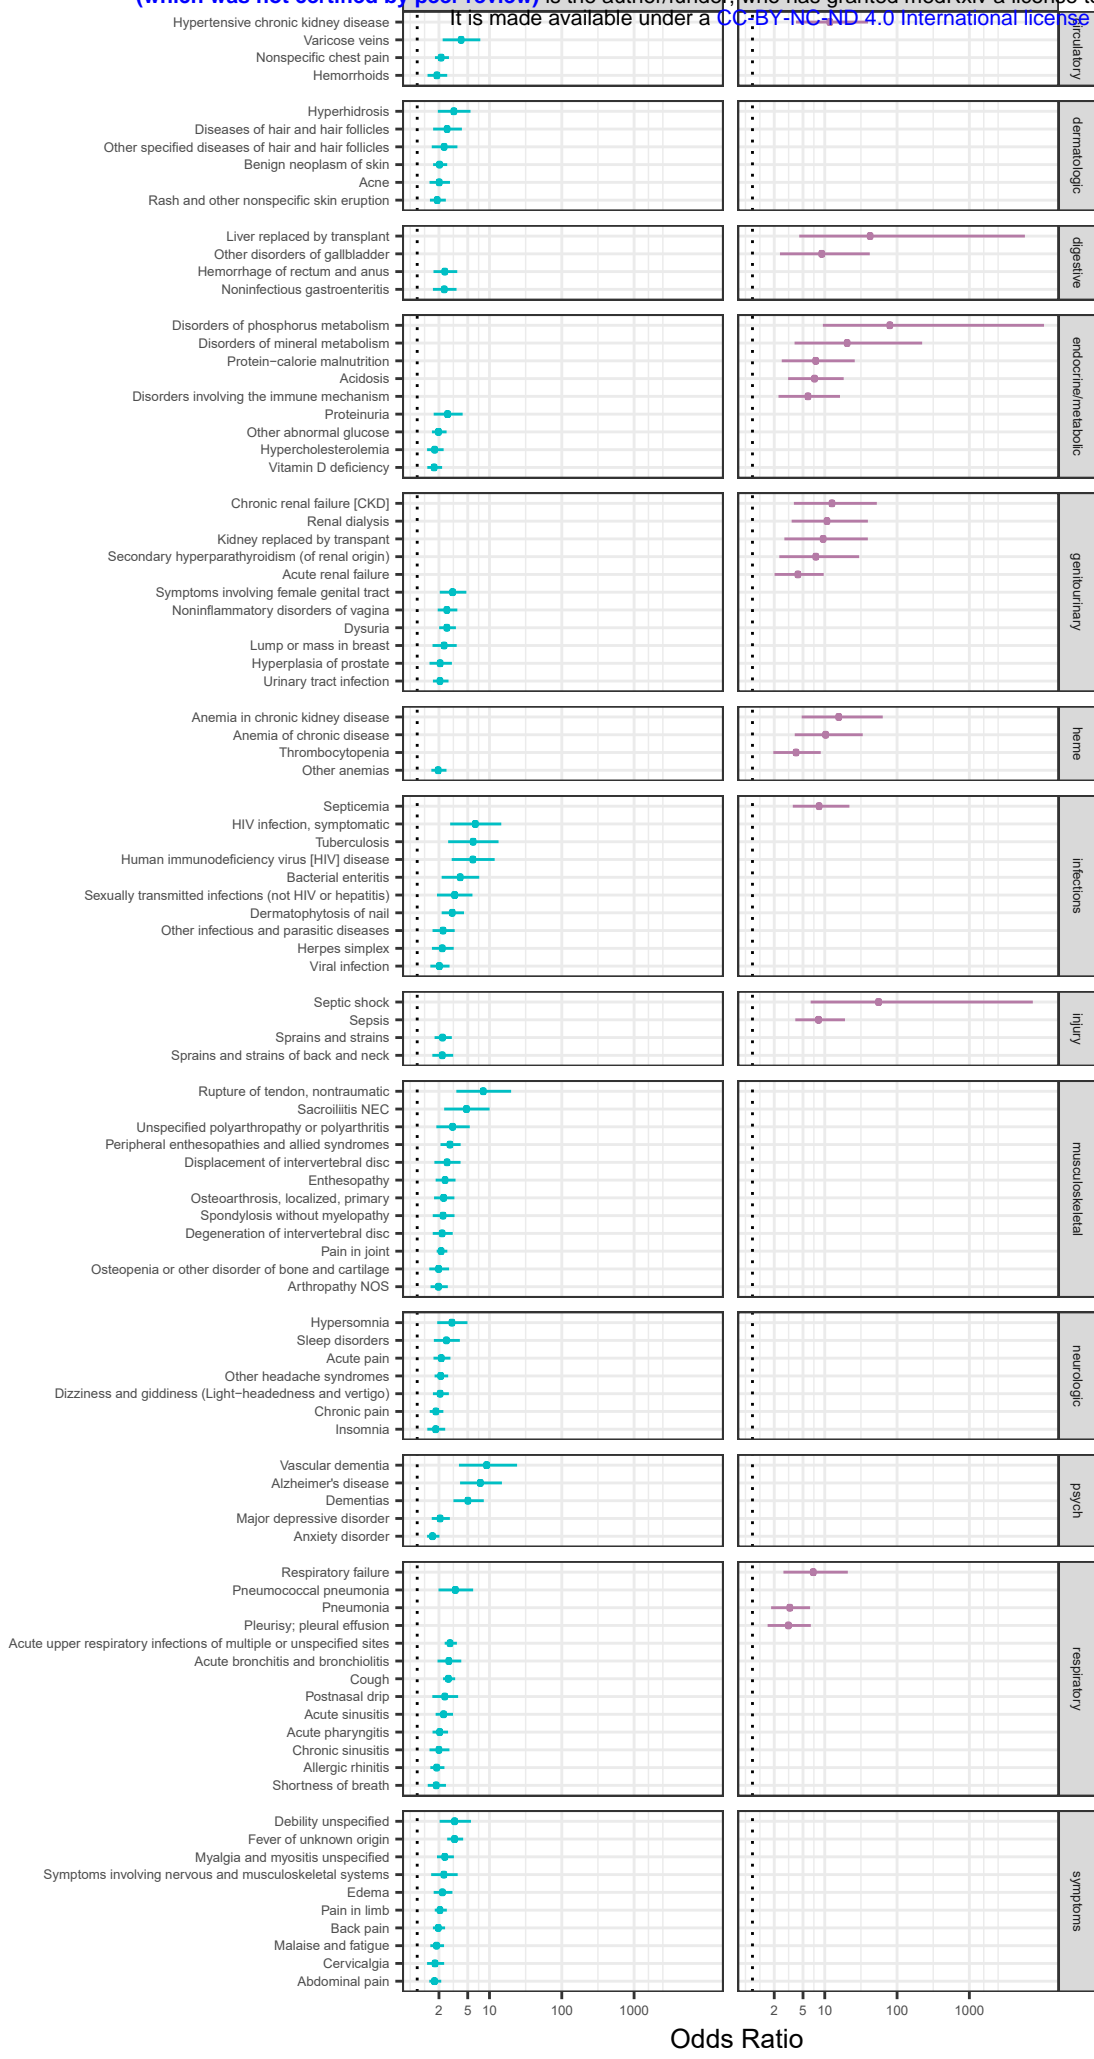 (which was not certified by peer review) is the author/funder, who has granted medRxiv a license to
It is made available under a CC-BY-NC-ND 4.0 International license
Hypertensive chronic kidney disease
Varicose veins
Nonspecific chest pain
Hemorrhoids
circulatory
Hyperhidrosis
Diseases of hair and hair follicles
Other specified diseases of hair and hair follicles
Benign neoplasm of skin
Acne
Rash and other nonspecific skin eruption
dermatologic
Liver replaced by transplant
Other disorders of gallbladder
Hemorrhage of rectum and anus
Noninfectious gastroenteritis
digestive
Disorders of phosphorus metabolism
Disorders of mineral metabolism
Protein−calorie malnutrition
Acidosis
Disorders involving the immune mechanism
Proteinuria
Other abnormal glucose
Hypercholesterolemia
Vitamin D deficiency
endocrine/metabolic
Chronic renal failure [CKD]
Renal dialysis
Kidney replaced by transpant
Secondary hyperparathyroidism (of renal origin)
Acute renal failure
Symptoms involving female genital tract
Noninflammatory disorders of vagina
Dysuria
Lump or mass in breast
Hyperplasia of prostate
Urinary tract infection
genitourinary
Anemia in chronic kidney disease
Anemia of chronic disease
Thrombocytopenia
Other anemias
heme
Septicemia
HIV infection, symptomatic
Tuberculosis
Human immunodeficiency virus [HIV] disease
Bacterial enteritis
Sexually transmitted infections (not HIV or hepatitis)
Dermatophytosis of nail
Other infectious and parasitic diseases
Herpes simplex
Viral infection
infections
Septic shock
Sepsis
Sprains and strains
Sprains and strains of back and neck
injury
Rupture of tendon, nontraumatic
Sacroiliitis NEC
Unspecified polyarthropathy or polyarthritis
Peripheral enthesopathies and allied syndromes
Displacement of intervertebral disc
Enthesopathy
Osteoarthrosis, localized, primary
Spondylosis without myelopathy
Degeneration of intervertebral disc
Pain in joint
Osteopenia or other disorder of bone and cartilage
Arthropathy NOS
musculoskeletal
Hypersomnia
Sleep disorders
Acute pain
Other headache syndromes
Dizziness and giddiness (Light−headedness and vertigo)
Chronic pain
Insomnia
neurologic
Vascular dementia
Alzheimer's disease
Dementias
Major depressive disorder
Anxiety disorder
psych
Respiratory failure
Pneumococcal pneumonia
Pneumonia
Pleurisy; pleural effusion
Acute upper respiratory infections of multiple or unspecified sites
Acute bronchitis and bronchiolitis
Cough
Postnasal drip
Acute sinusitis
Acute pharyngitis
Chronic sinusitis
Allergic rhinitis
Shortness of breath
respiratory
Debility unspecified
Fever of unknown origin
Myalgia and myositis unspecified
Symptoms involving nervous and musculoskeletal systems
Edema
Pain in limb
Back pain
Malaise and fatigue
Cervicalgia
Abdominal pain
symptoms
2 5 10 100 1000 2 5 10 100 1000
Odds Ratio